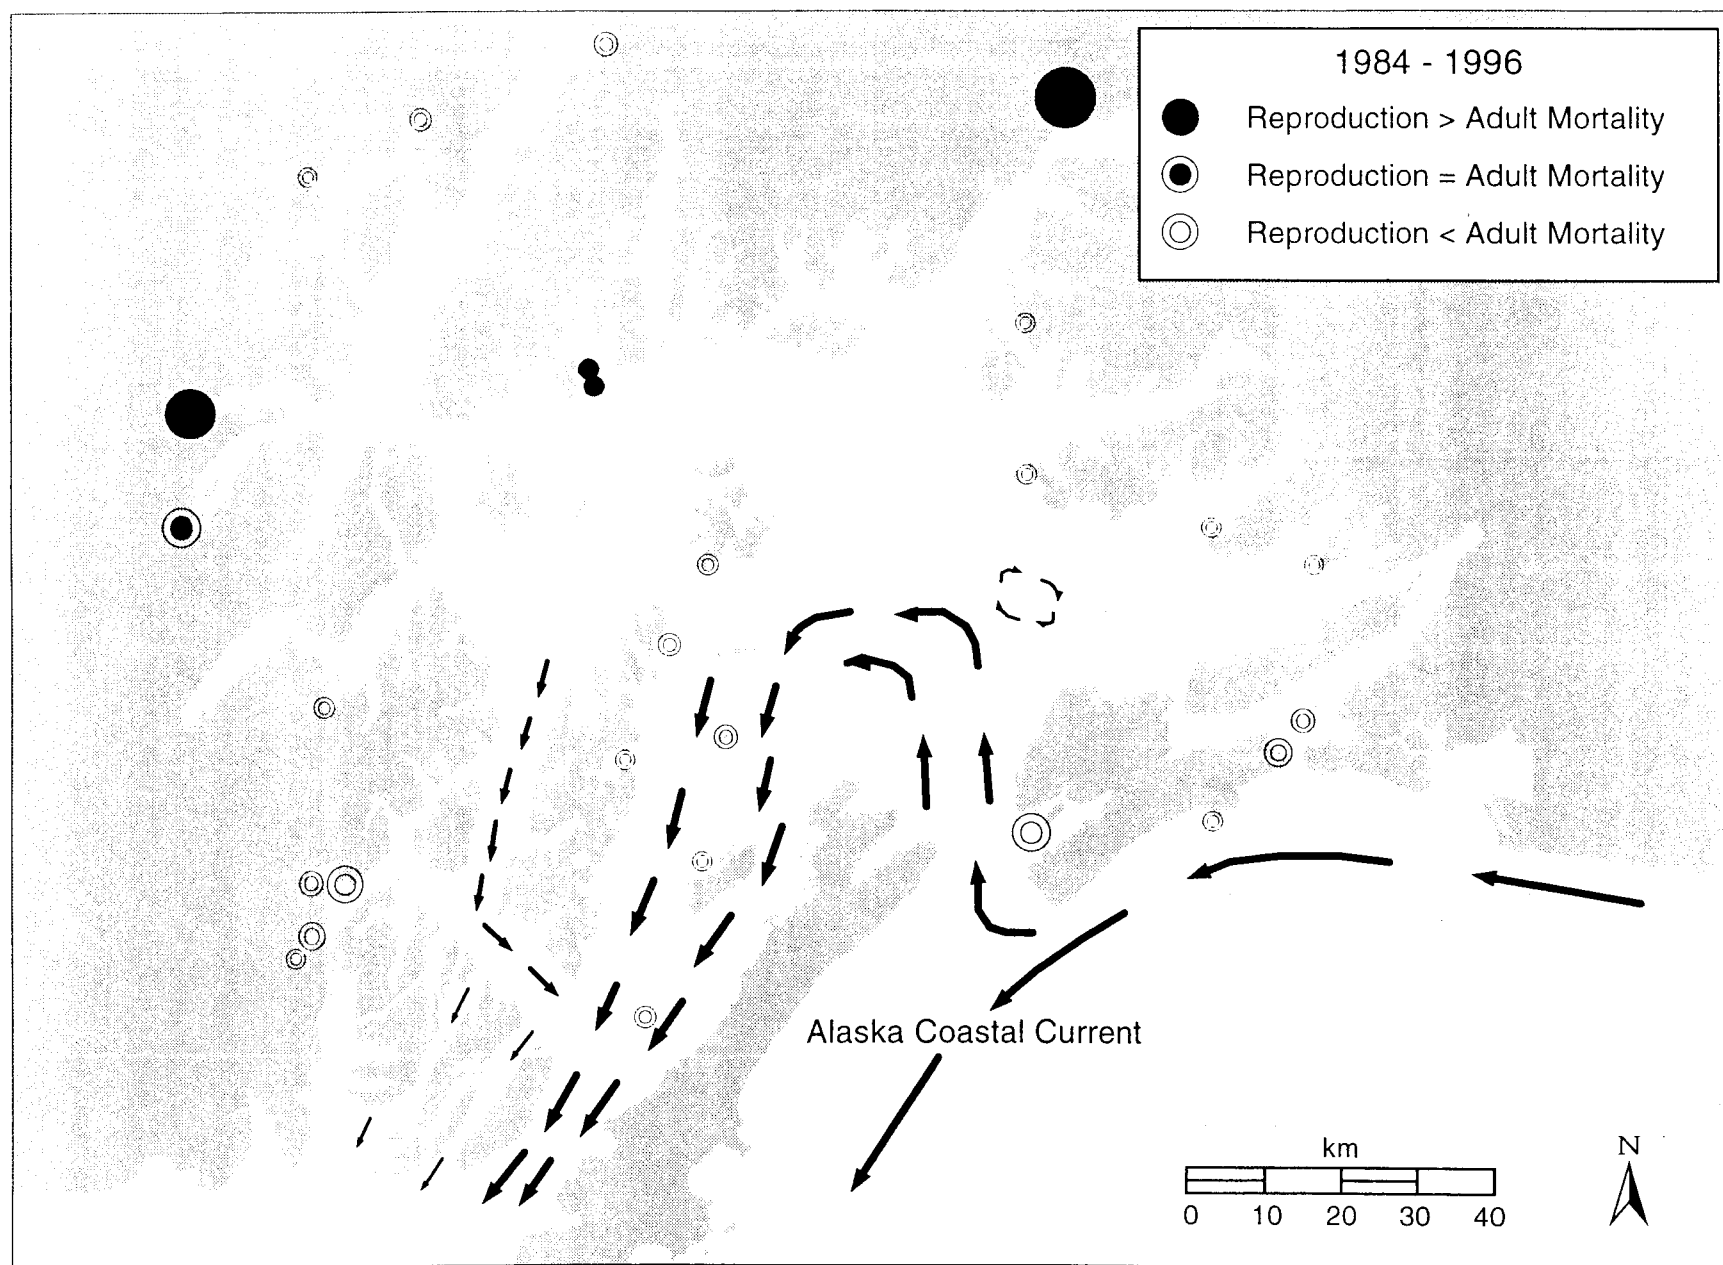 1984 - 1996
Reproduction > Adult Mortality
Reproduction = Adult Mortality
Reproduction < Adult Mortality
Alaska Coastal Current
km
0 10 20 30 40
N